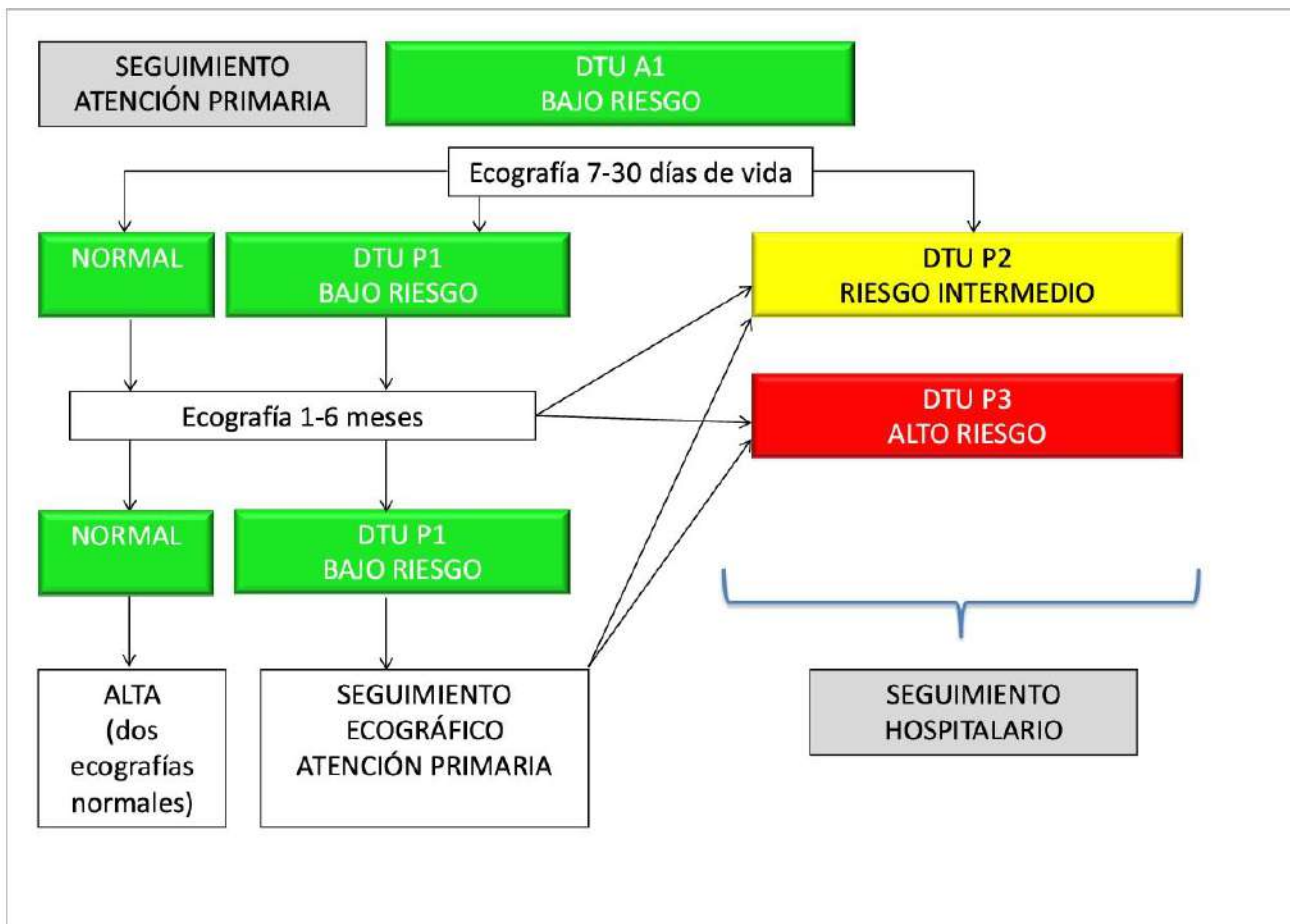 SEGUIMIENTO
ATENCIÓN PRIMARIA
DTU A1
BAJO RIESGO
Ecografía 7-30 días de vida
NORMAL
DTU P1
BAJO RIESGO
DTU P2
RIESGO INTERMEDIO
Ecografía 1-6 meses
DTU P3
ALTO RIESGO
NORMAL
DTU P1
BAJO RIESGO
ALTA
(dos
ecografías
normales)
SEGUIMIENTO
ECOGRÁFICO
ATENCIÓN PRIMARIA
SEGUIMIENTO
HOSPITALARIO